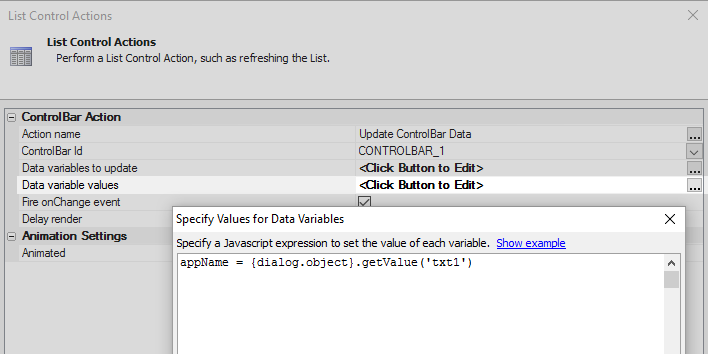 List Control Actions
List Control Actions
Perform a List Control Action, such as refreshing the List.
ControlBar Action
Action name Update ControlBar Data ...
ControlBar Id CONTROLBAR_1
Data variables to update <Click Button to Edit> ...
Data variable values <Click Button to Edit> ...
Fire onChange event
Delay render
Animation Settings
Animated
Specify Values for Data Variables
Specify a Javascript expression to set the value of each variable. Show example
appName = {dialog.object}.getValue('txt1')